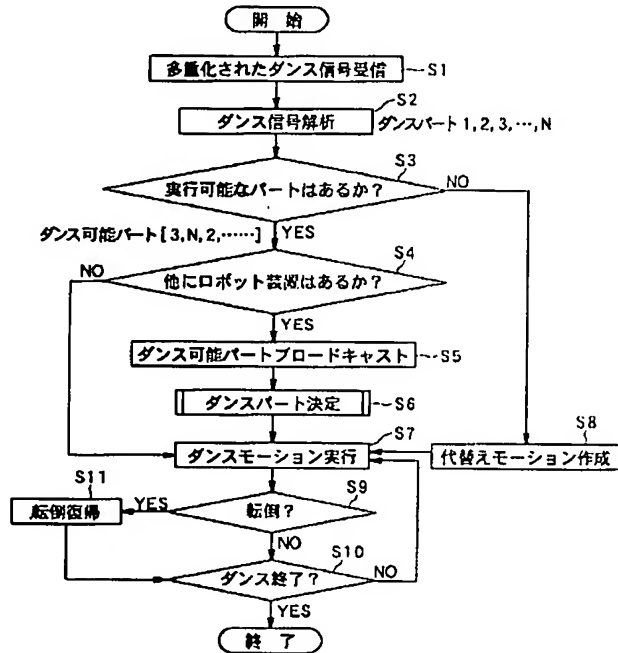 開 始
多重化されたダンス信号受信
S1
S2
ダンス信号解析
ダンスパート 1,2,3,…,N
S3
実行可能なパートはあるか?
NO
ダンス可能パート[3,N,2,……]
YES
S4
NO
他にロボット装置はあるか?
YES
ダンス可能パートブロードキャスト
S5
ダンスパート決定
S6
S7
ダンスモーション実行
S8
代替えモーション作成
S11
転倒復帰
YES
S9
転倒?
NO
S10
ダンス終了?
NO
YES
終 了